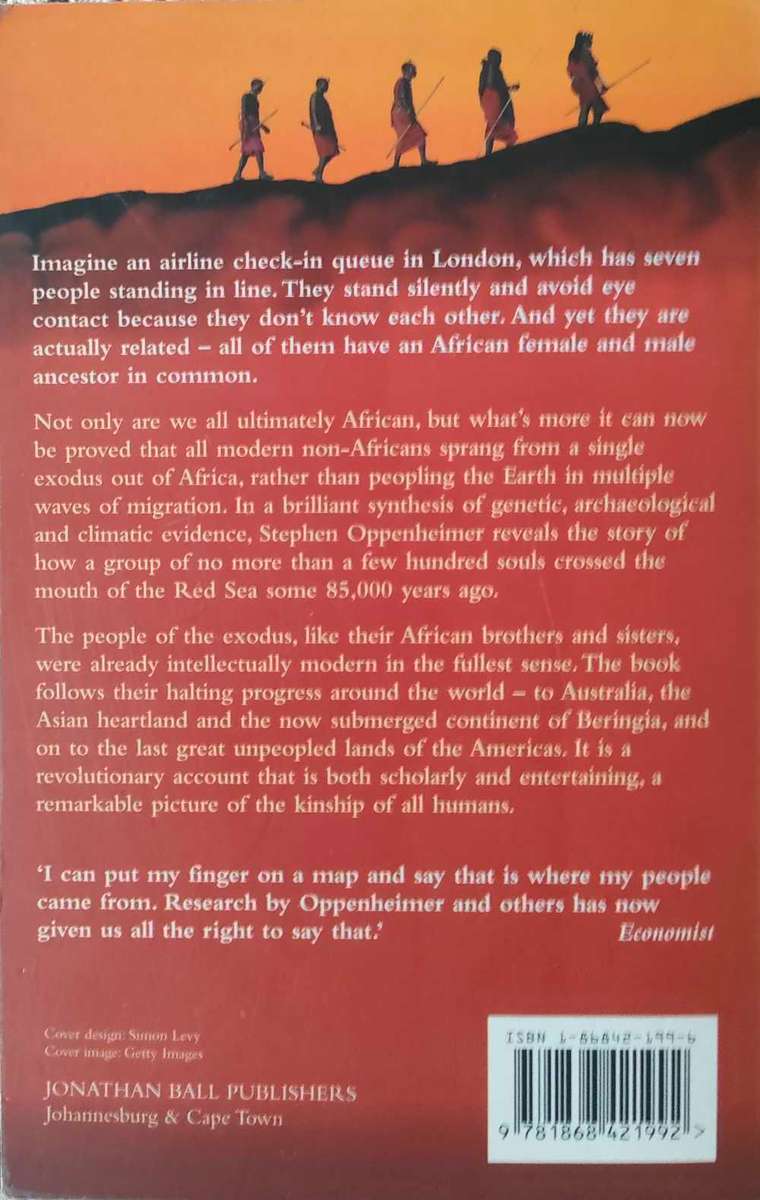 Imagine an airline check-in queue in London, which has seven
people standing in line. They stand silently and avoid eye
contact because they don't know each other. And yet they are
actually related – all of them have an African female and male
ancestor in common.
Not only are we all ultimately African, but what's more it can now
be proved that all modern non-Africans sprang from a single
exodus out of Africa, rather than peopling the Earth in multiple
waves of migration. In a brilliant synthesis of genetic, archaeological
and climatic evidence, Stephen Oppenheimer reveals the story of
how a group of no more than a few hundred souls crossed the
mouth of the Red Sea some 85,000 years ago.
The people of the exodus, like their African brothers and sisters,
were already intellectually modern in the fullest sense. The book
follows their halting progress around the world – to Australia, the
Asian heartland and the now submerged continent of Beringia, and
on to the last great unpeopled lands of the Americas. It is a
revolutionary account that is both scholarly and entertaining, a
remarkable picture of the kinship of all humans.
'I can put my finger on a map and say that is where my people
came from. Research by Oppenheimer and others has now
given us all the right to say that.' Economist
Cover design: Simon Levy
Cover image: Getty Images
JONATHAN BALL PUBLISHERS
Johannesburg & Cape Town
ISBN 1-86842-199-6
9 781868 421992 >